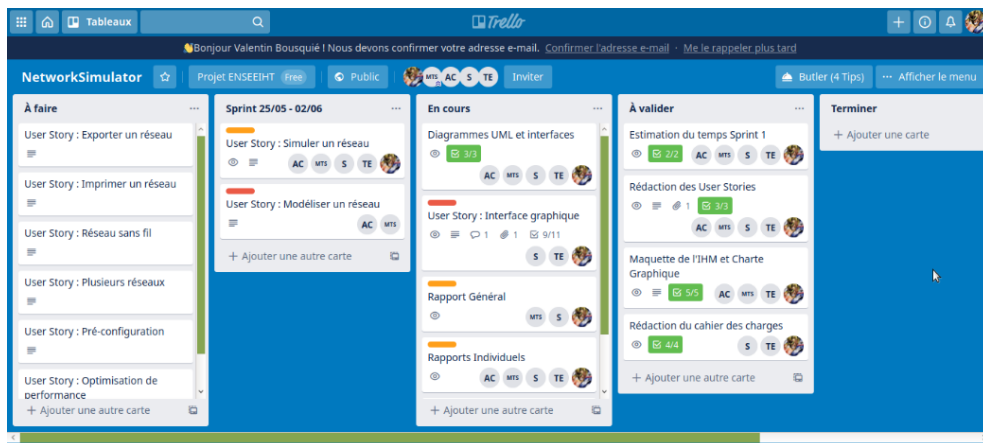 Tableaux
Trello
👋Bonjour Valentin Bousquié ! Nous devons confirmer votre adresse e-mail. Confirmer l'adresse e-mail · Me le rappeler plus tard
NetworkSimulator Projet ENSEEIHT Free Public MTS AC S TE Inviter Butler (4 Tips) ··· Afficher le menu
À faire ···
User Story : Exporter un réseau
User Story : Imprimer un réseau
User Story : Réseau sans fil
User Story : Plusieurs réseaux
User Story : Pré-configuration
User Story : Optimisation de
performance
+ Ajouter une autre carte
Sprint 25/05 - 02/06 ···
User Story : Simuler un réseau
AC MTS S TE
User Story : Modéliser un réseau
AC MTS
+ Ajouter une autre carte
En cours ···
Diagrammes UML et interfaces
3/3
AC MTS S TE
User Story : Interface graphique
1 1 9/11
S TE
Rapport Général
MTS S
Rapports Individuels
AC MTS S TE
+ Ajouter une autre carte
À valider ···
Estimation du temps Sprint 1
2/2 AC MTS S TE
Rédaction des User Stories
1 3/3
AC MTS S TE
Maquette de l'IHM et Charte
Graphique
5/5 AC MTS TE
Rédaction du cahier des charges
4/4 S TE
+ Ajouter une autre carte
Terminer
+ Ajouter une carte